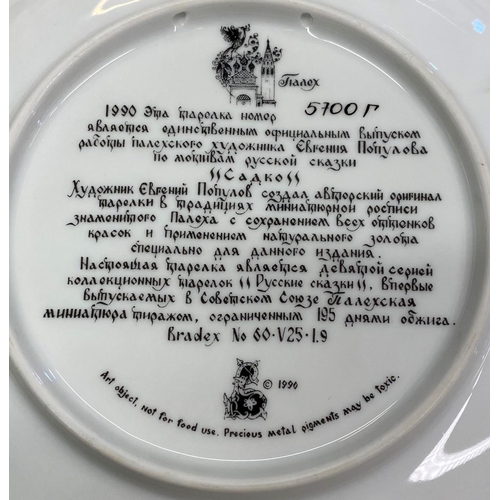 Палех
1990 Эта тарелка номер 5700 Г
является единственным официальным выпуском
работы палехского художника Евгения Популова
по мотивам русской сказки
"Садко"
Художник Евгений Популов создал авторский оригинал
тарелки в традициях миниатюрной росписи
знаменитого Палеха с сохранением всех оттенков
красок и применением натурального золота
специально для данного издания.
Настоящая тарелка является девятой серией
коллекционных тарелок "Русские сказки", впервые
выпускаемых в Советском Союзе Палехская
миниатюра тиражом, ограниченным 195 днями обжига.
Bradex No 60-V25-1.9
© 1990
Art object, not for food use. Precious metal pigments may be toxic.